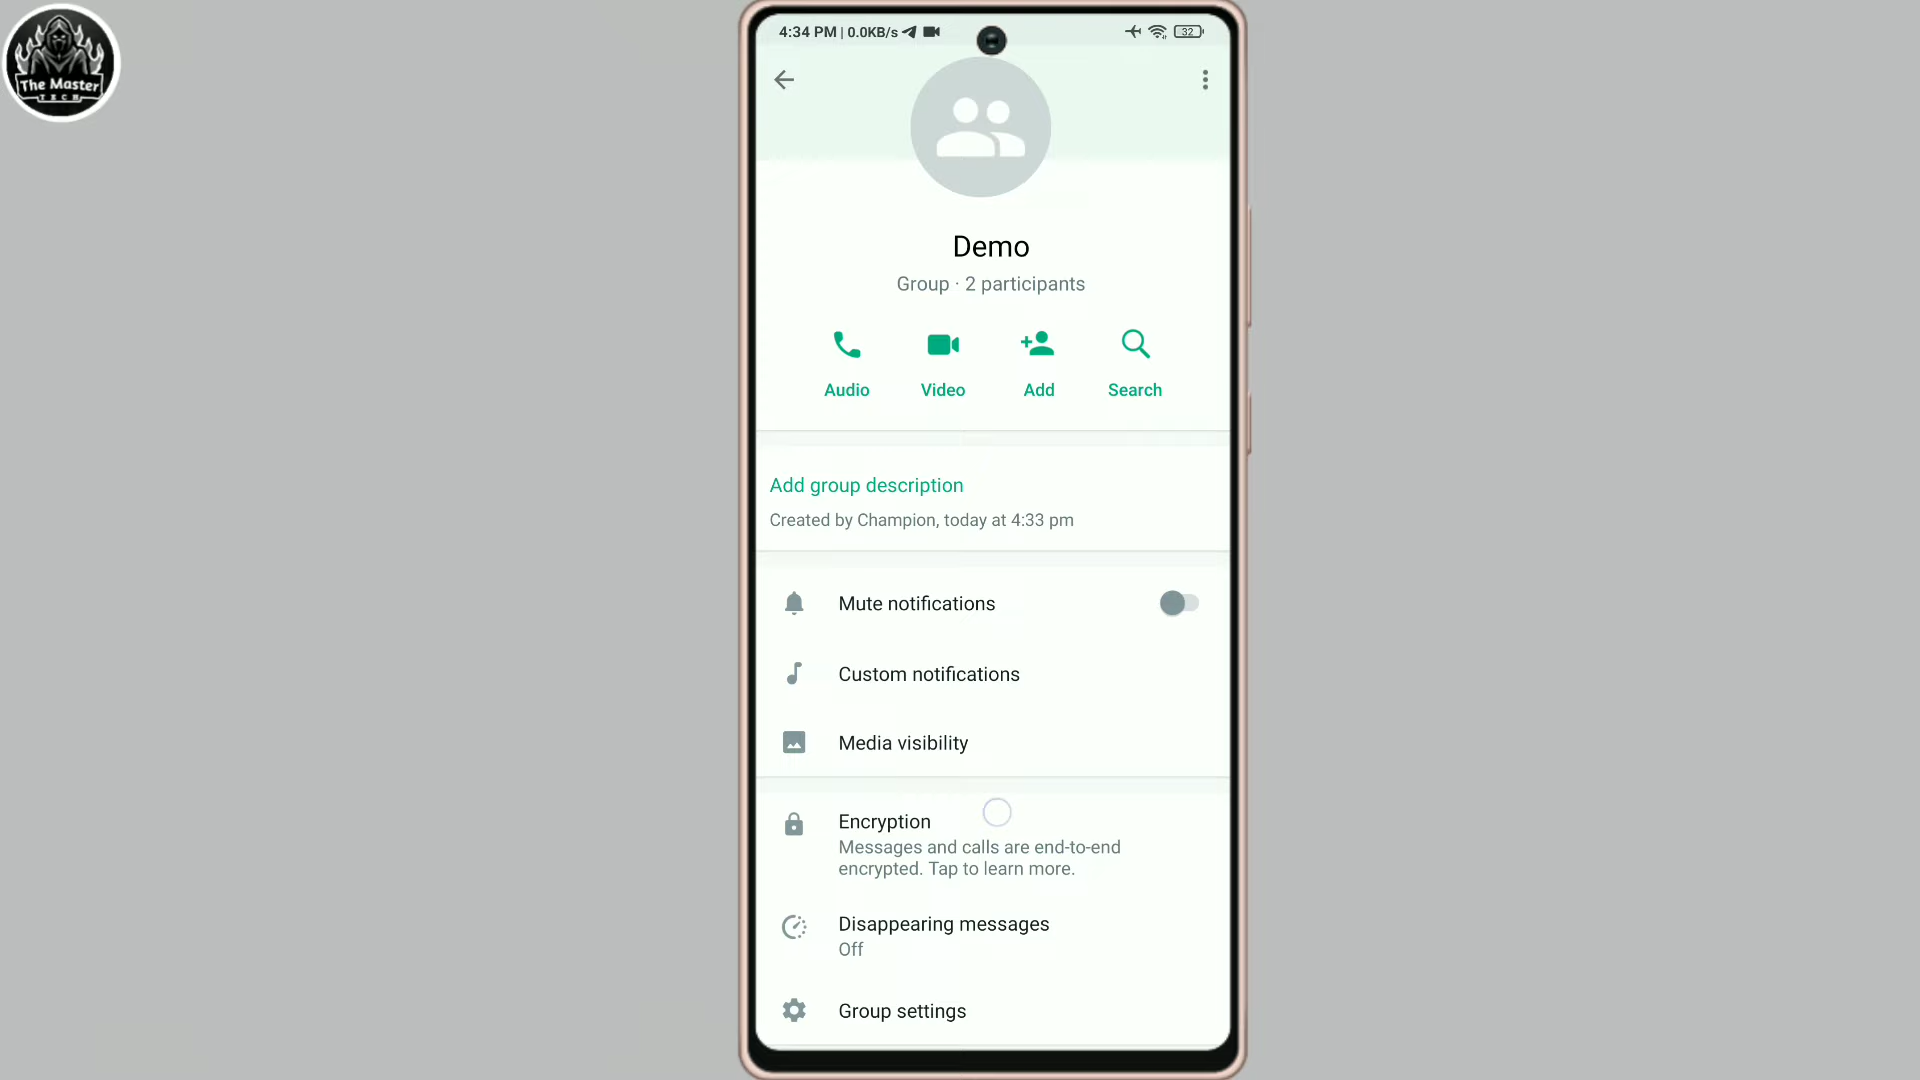 The Master
TECH
4:34 PM | 0.0KB/s
32
Demo
Group · 2 participants
Audio
Video
Add
Search
Add group description
Created by Champion, today at 4:33 pm
Mute notifications
Custom notifications
Media visibility
Encryption
Messages and calls are end-to-end
encrypted. Tap to learn more.
Disappearing messages
Off
Group settings